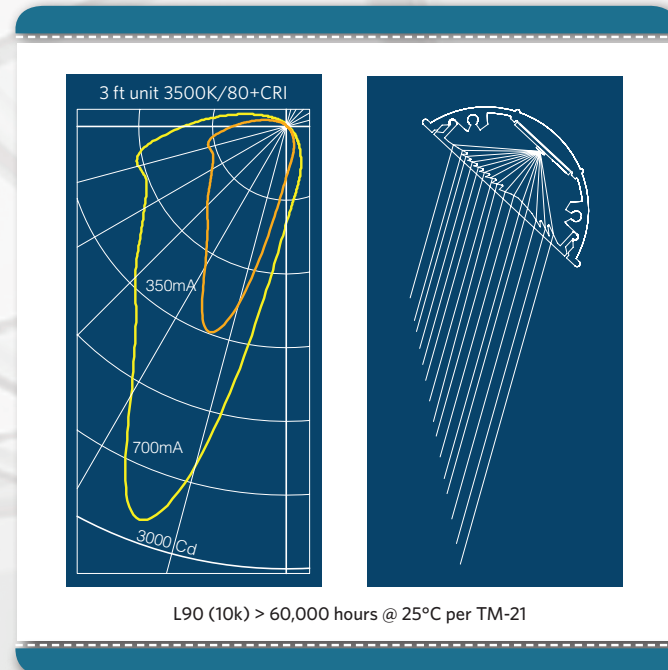 3 ft unit 3500K/80+CRI
350mA
700mA
3000 Cd
L90 (10k) > 60,000 hours @ 25°C per TM-21